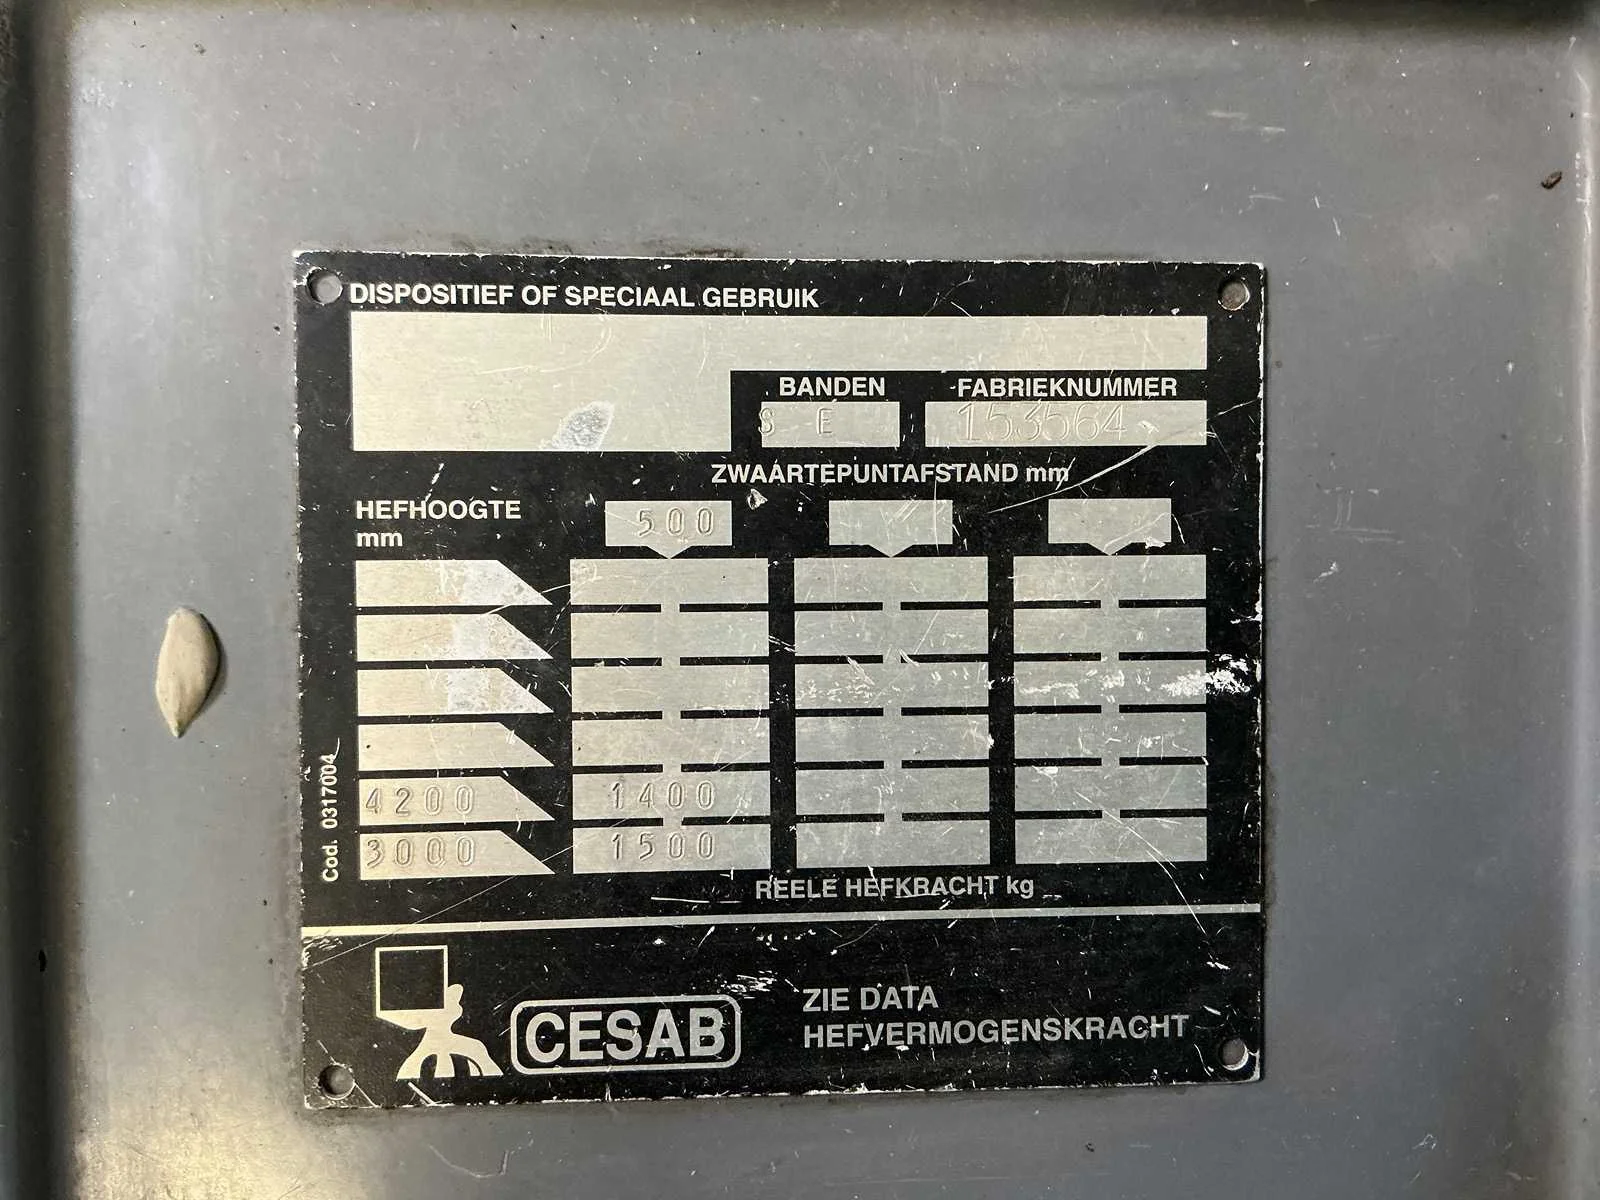 DISPOSITIEF OF SPECIAAL GEBRUIK
BANDEN FABRIEKNUMMER
S E 153564
ZWAARTEPUNTAFSTAND mm
HEFHOOGTE
mm
500
4200 1400
3000 1500
REELE HEFKRACHT kg
Cod. 0317004
CESAB
ZIE DATA
HEFVERMOGENSKRACHT